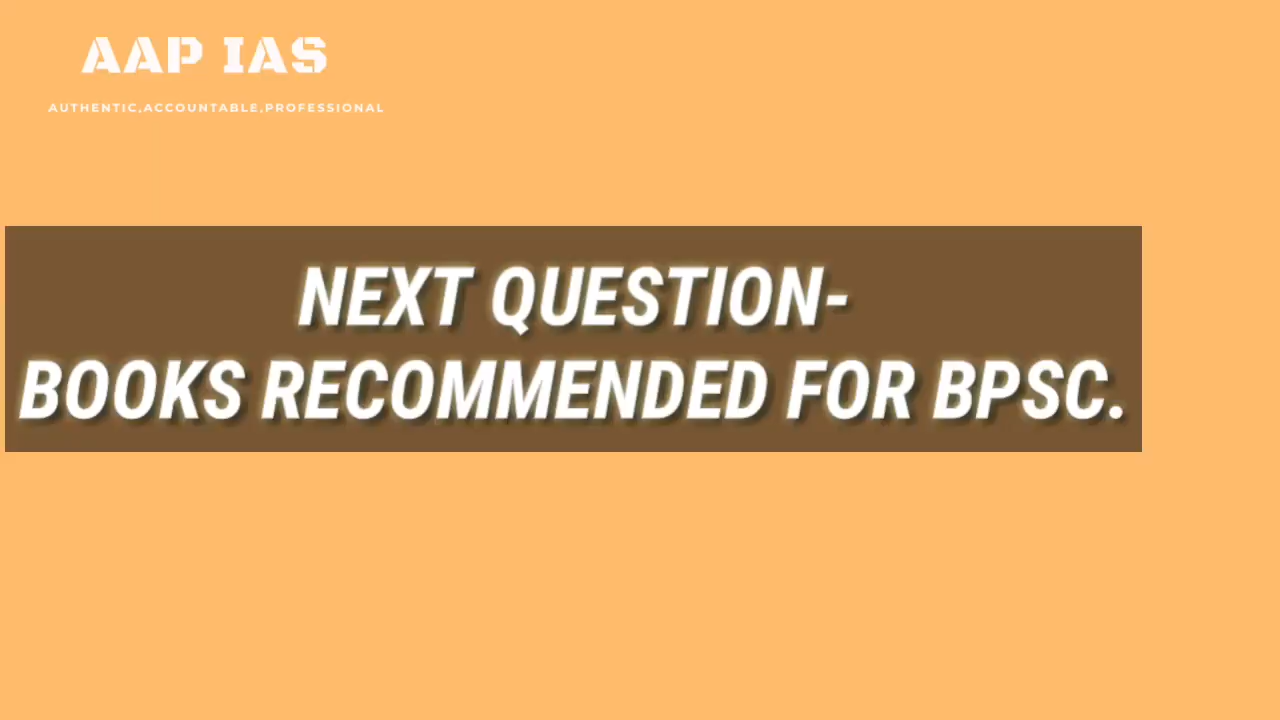 AAP IAS
AUTHENTIC,ACCOUNTABLE,PROFESSIONAL
NEXT QUESTION-
BOOKS RECOMMENDED FOR BPSC.